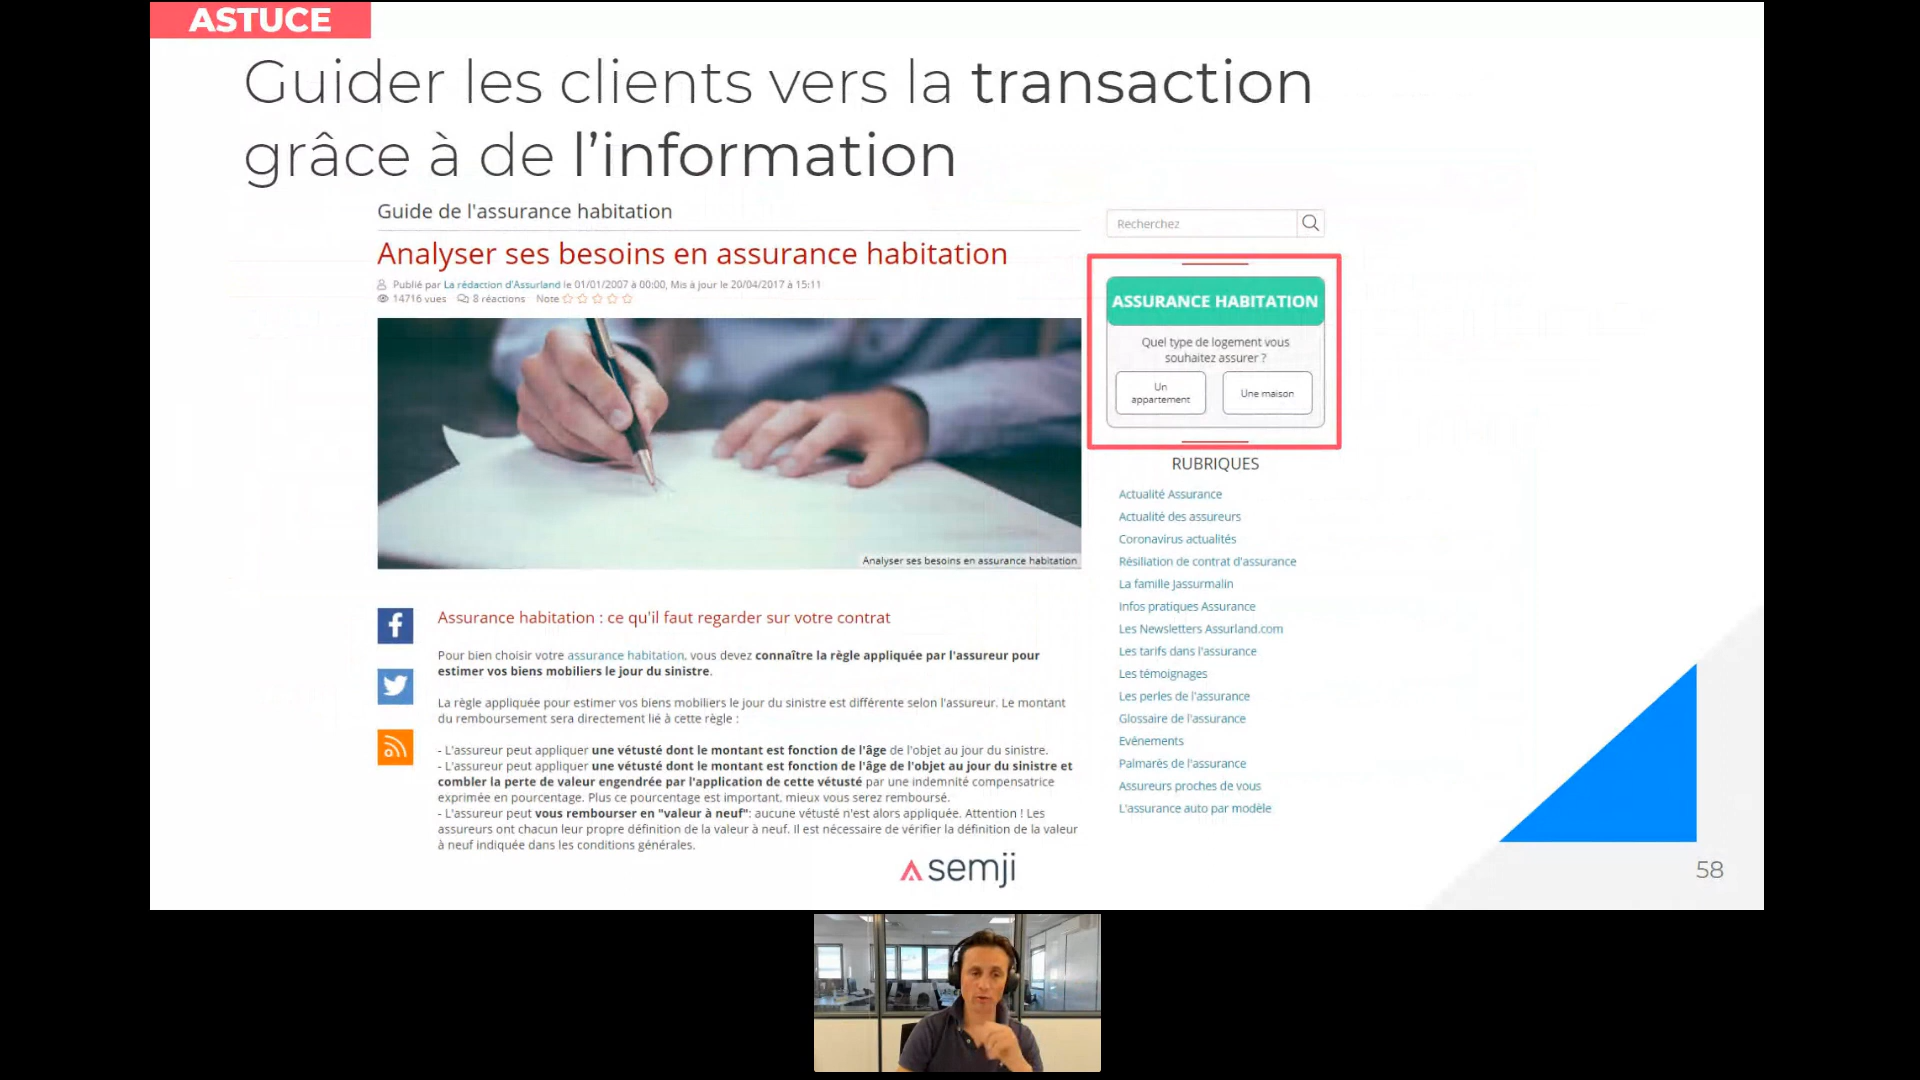 ASTUCE
Guider les clients vers la transaction
grâce à de l’information
Guide de l'assurance habitation
Analyser ses besoins en assurance habitation
Publié par La rédaction d'Assurland le 01/01/2007 à 00:00, Mis à jour le 20/04/2017 à 15:11
14716 vues 8 réactions Note
Analyser ses besoins en assurance habitation
Assurance habitation : ce qu'il faut regarder sur votre contrat
Pour bien choisir votre assurance habitation, vous devez connaître la règle appliquée par l'assureur pour
estimer vos biens mobiliers le jour du sinistre.
La règle appliquée pour estimer vos biens mobiliers le jour du sinistre est différente selon l'assureur. Le montant
du remboursement sera directement lié à cette règle :
- L'assureur peut appliquer une vétusté dont le montant est fonction de l'âge de l'objet au jour du sinistre.
- L'assureur peut appliquer une vétusté dont le montant est fonction de l'âge de l'objet au jour du sinistre et
combler la perte de valeur engendrée par l'application de cette vétusté par une indemnité compensatrice
exprimée en pourcentage. Plus ce pourcentage est important, mieux vous serez remboursé.
- L'assureur peut vous rembourser en "valeur à neuf": aucune vétusté n'est alors appliquée. Attention ! Les
assureurs ont chacun leur propre définition de la valeur à neuf. Il est nécessaire de vérifier la définition de la valeur
à neuf indiquée dans les conditions générales.
Recherchez
ASSURANCE HABITATION
Quel type de logement vous
souhaitez assurer ?
Un
appartement
Une maison
RUBRIQUES
Actualité Assurance
Actualité des assureurs
Coronavirus actualités
Résiliation de contrat d'assurance
La famille Jassurmalin
Infos pratiques Assurance
Les Newsletters Assurland.com
Les tarifs dans l'assurance
Les témoignages
Les perles de l'assurance
Glossaire de l'assurance
Evénements
Palmarès de l'assurance
Assureurs proches de vous
L'assurance auto par modèle
semji
58